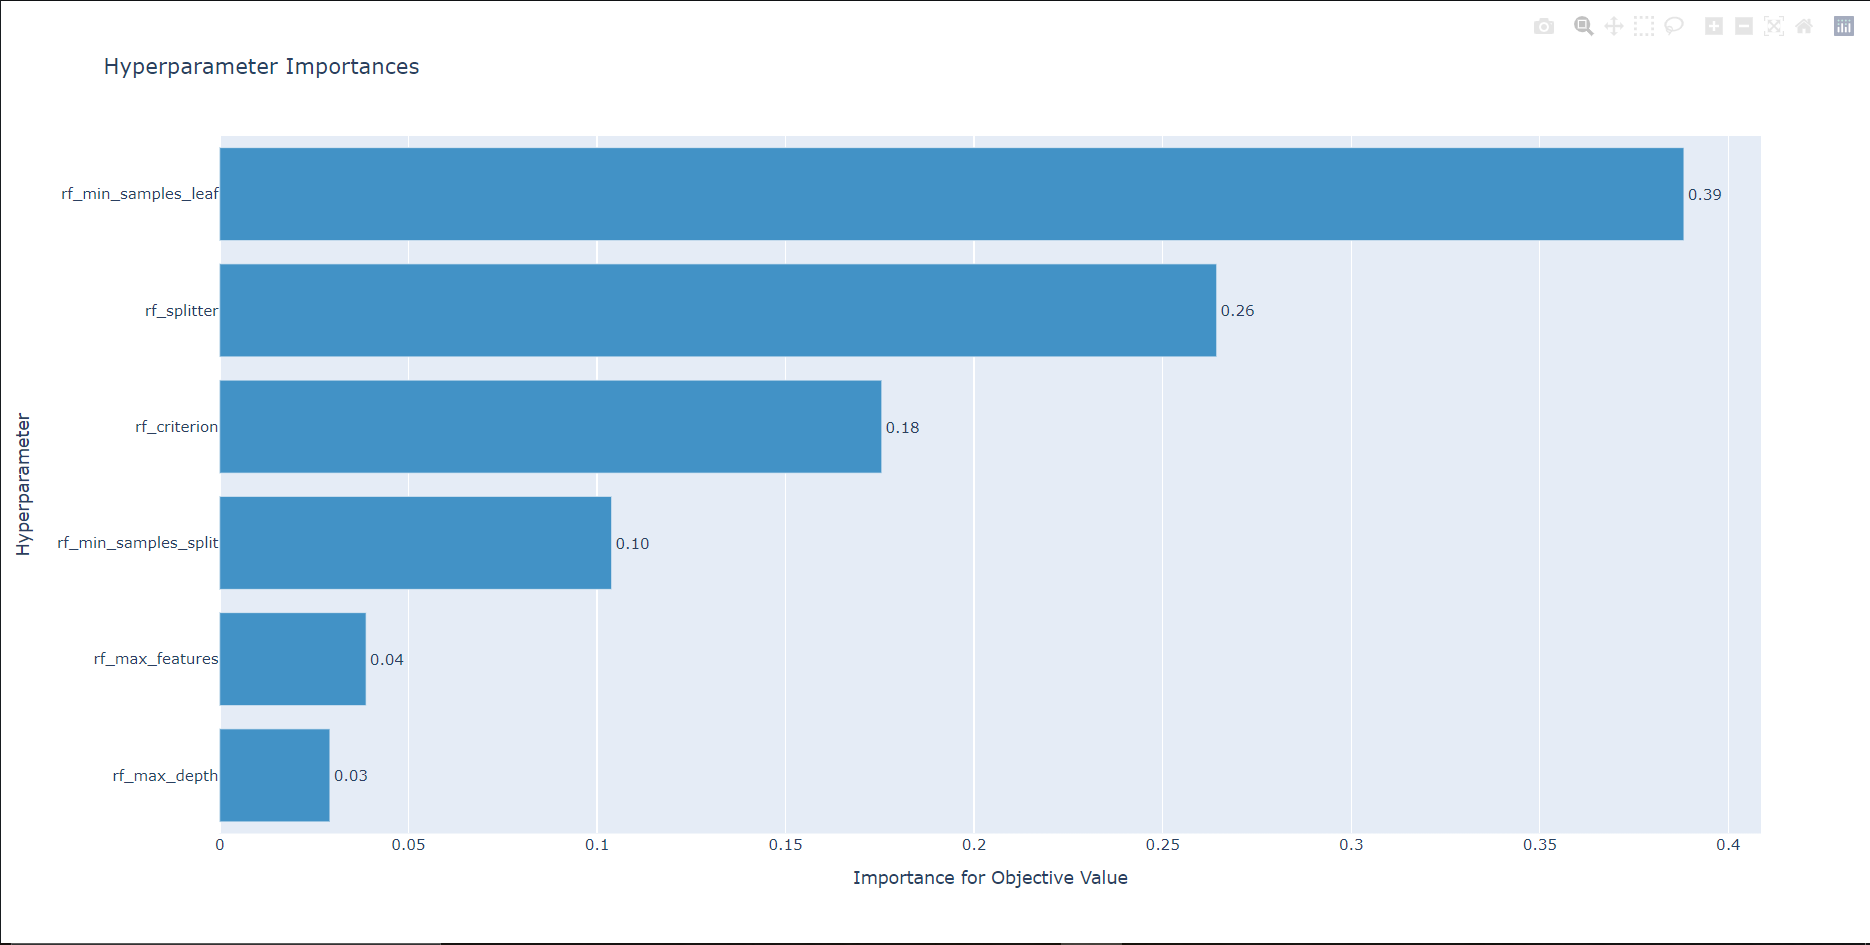 Hyperparameter Importances
rf_min_samples_leaf
0.39
rf_splitter
0.26
rf_criterion
0.18
rf_min_samples_split
0.10
rf_max_features
0.04
rf_max_depth
0.03
Hyperparameter
0
0.05
0.1
0.15
0.2
0.25
0.3
0.35
0.4
Importance for Objective Value